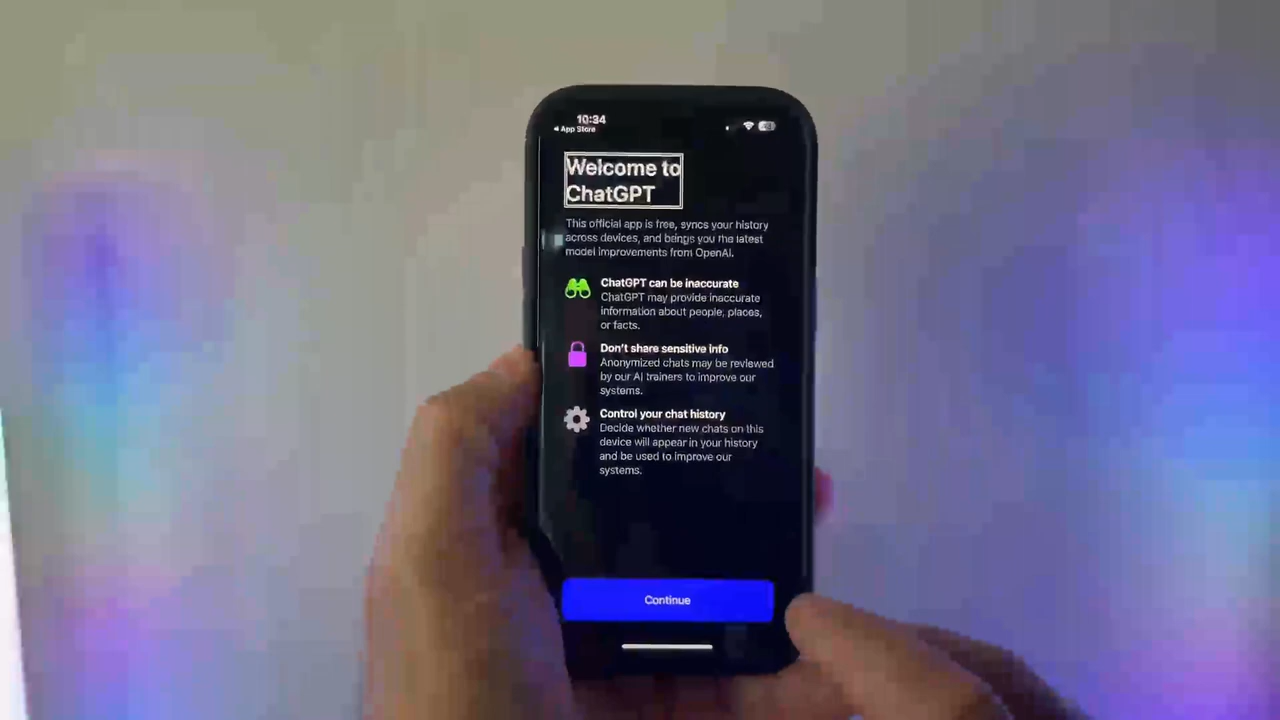 10:34
App Store
Welcome to
ChatGPT
This official app is free, syncs your history
across devices, and brings you the latest
model improvements from OpenAI.
ChatGPT can be inaccurate
ChatGPT may provide inaccurate
information about people, places,
or facts.
Don't share sensitive info
Anonymized chats may be reviewed
by our AI trainers to improve our
systems.
Control your chat history
Decide whether new chats on this
device will appear in your history
and be used to improve our
systems.
Continue